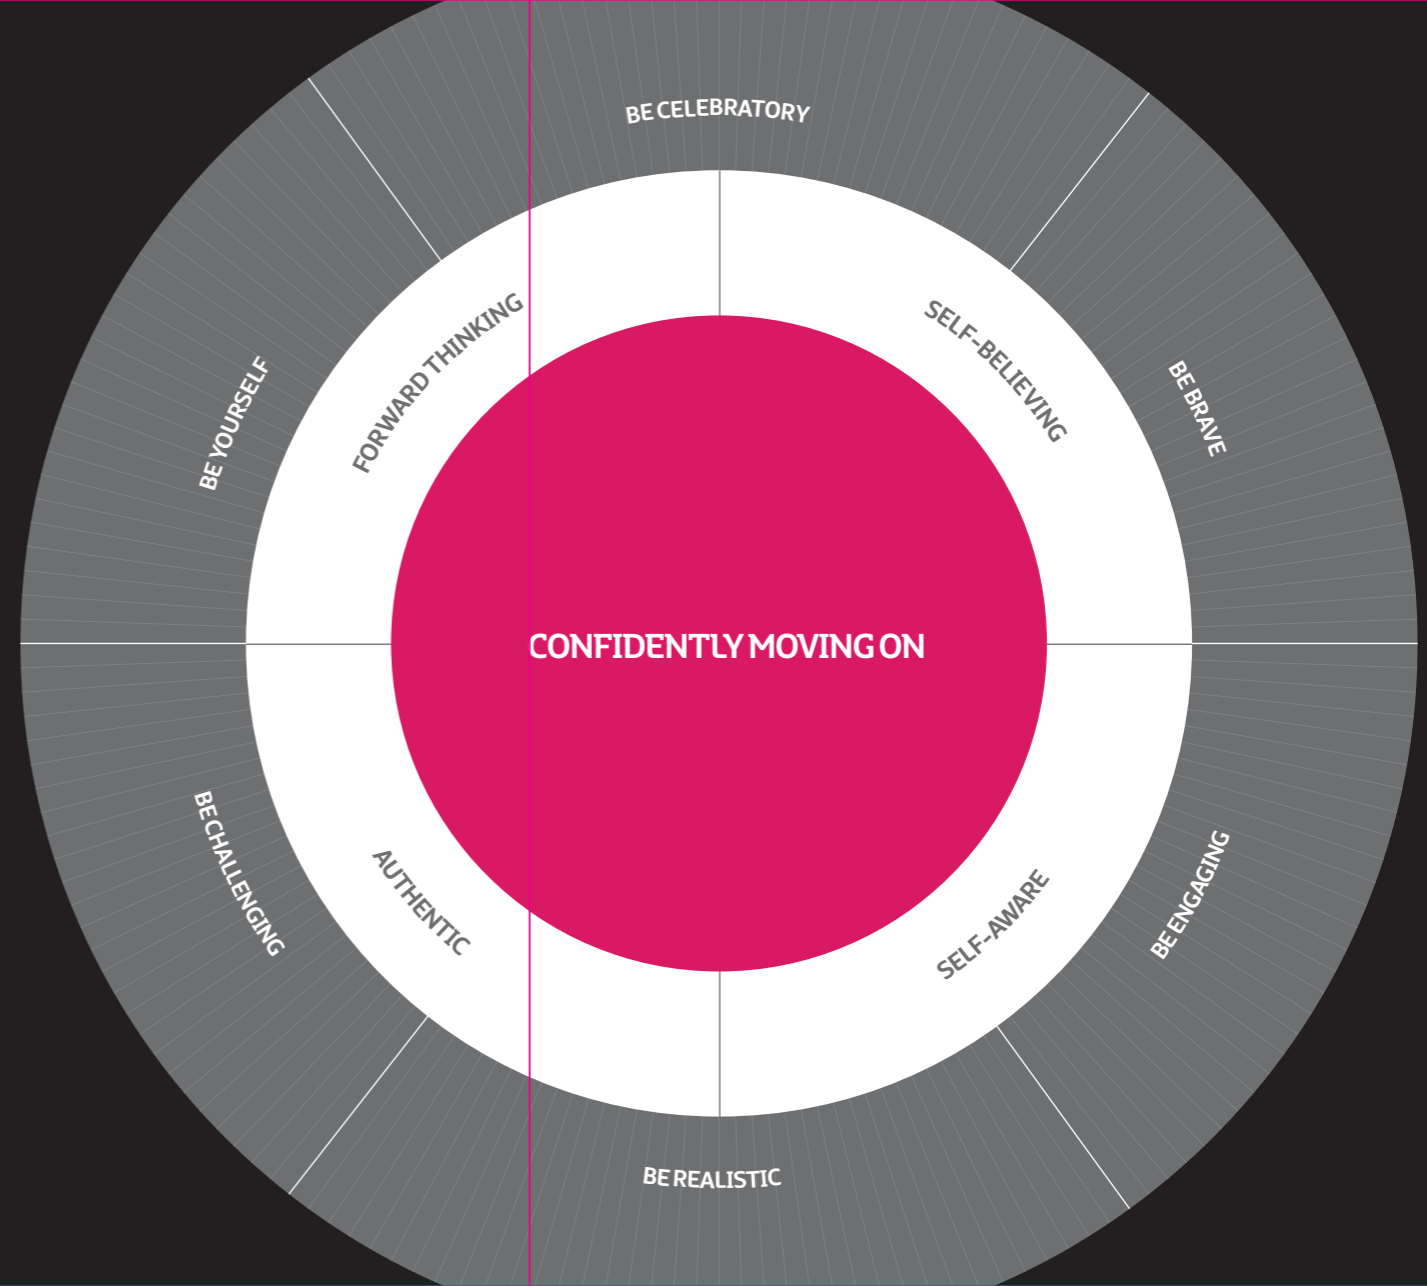 BE CELEBRATORY
FORWARD THINKING
SELF-BELIEVING
BE YOURSELF
BE BRAVE
CONFIDENTLY MOVING ON
BE CHALLENGING
AUTHENTIC
SELF-AWARE
BE ENGAGING
BE REALISTIC